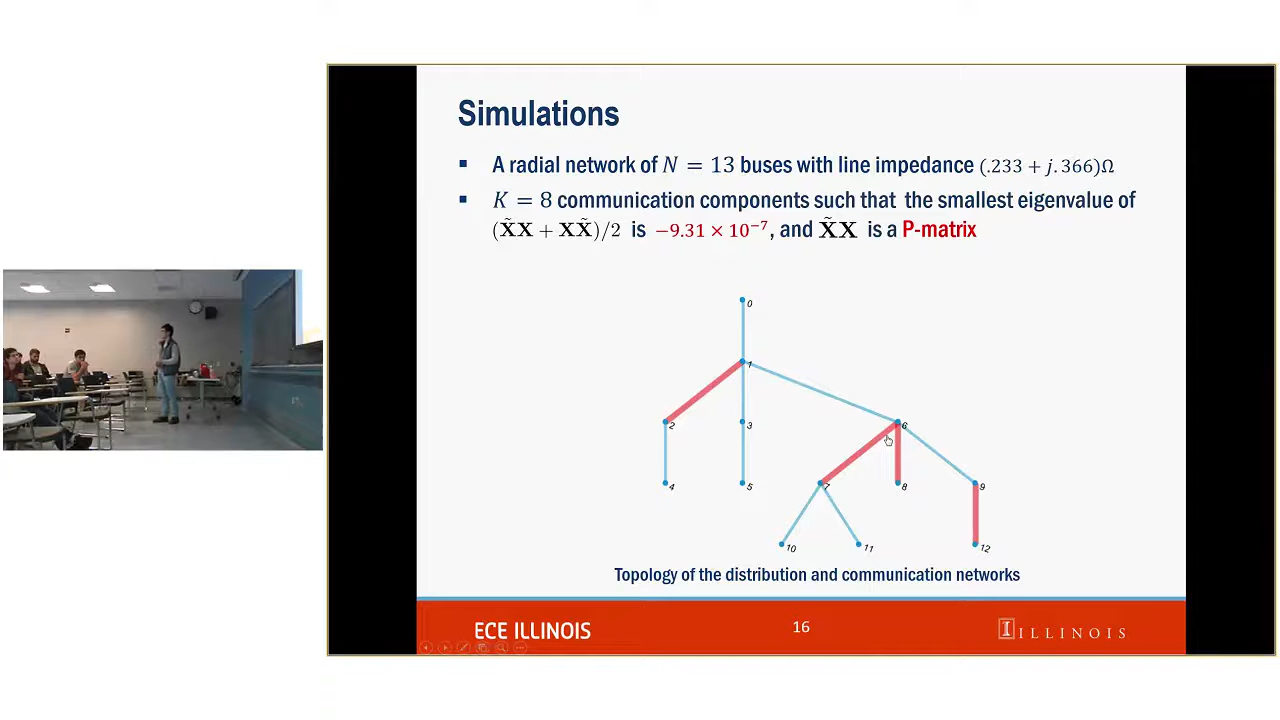 Simulations
▪ A radial network of N = 13 buses with line impedance (.233 + j. 366)Ω
▪ K = 8 communication components such that the smallest eigenvalue of
(X̃X + XX̃)/2 is −9.31 × 10⁻⁷, and X̃X is a P-matrix
0
1
2
3
6
4
5
7
8
9
10
11
12
Topology of the distribution and communication networks
ECE ILLINOIS
16
I ILLINOIS